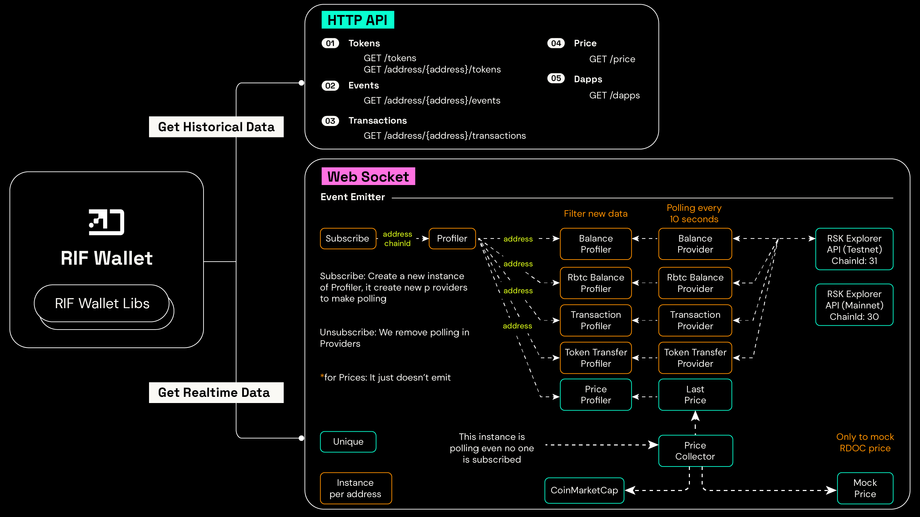 HTTP API
01 Tokens
GET /tokens
GET /address/{address}/tokens
02 Events
GET /address/{address}/events
03 Transactions
GET /address/{address}/transactions
04 Price
GET /price
05 Dapps
GET /dapps
Get Historical Data
RIF Wallet
RIF Wallet Libs
Get Realtime Data
Web Socket
Event Emitter
Filter new data
Polling every
10 seconds
Subscribe
address
chainId
Profiler
address
address
address
address
Balance
Profiler
Balance
Provider
RSK Explorer
API (Testnet)
ChainId: 31
Rbtc Balance
Profiler
Rbtc Balance
Provider
RSK Explorer
API (Mainnet)
ChainId: 30
Transaction
Profiler
Transaction
Provider
Token Transfer
Profiler
Token Transfer
Provider
Price
Profiler
Last
Price
Subscribe: Create a new instance
of Profiler, it create new p roviders
to make polling
Unsubscribe: We remove polling in
Providers
*for Prices: It just doesn't emit
Unique
Instance
per address
This instance is
polling even no one
is subscribed
Price
Collector
Only to mock
RDOC price
CoinMarketCap
Mock
Price